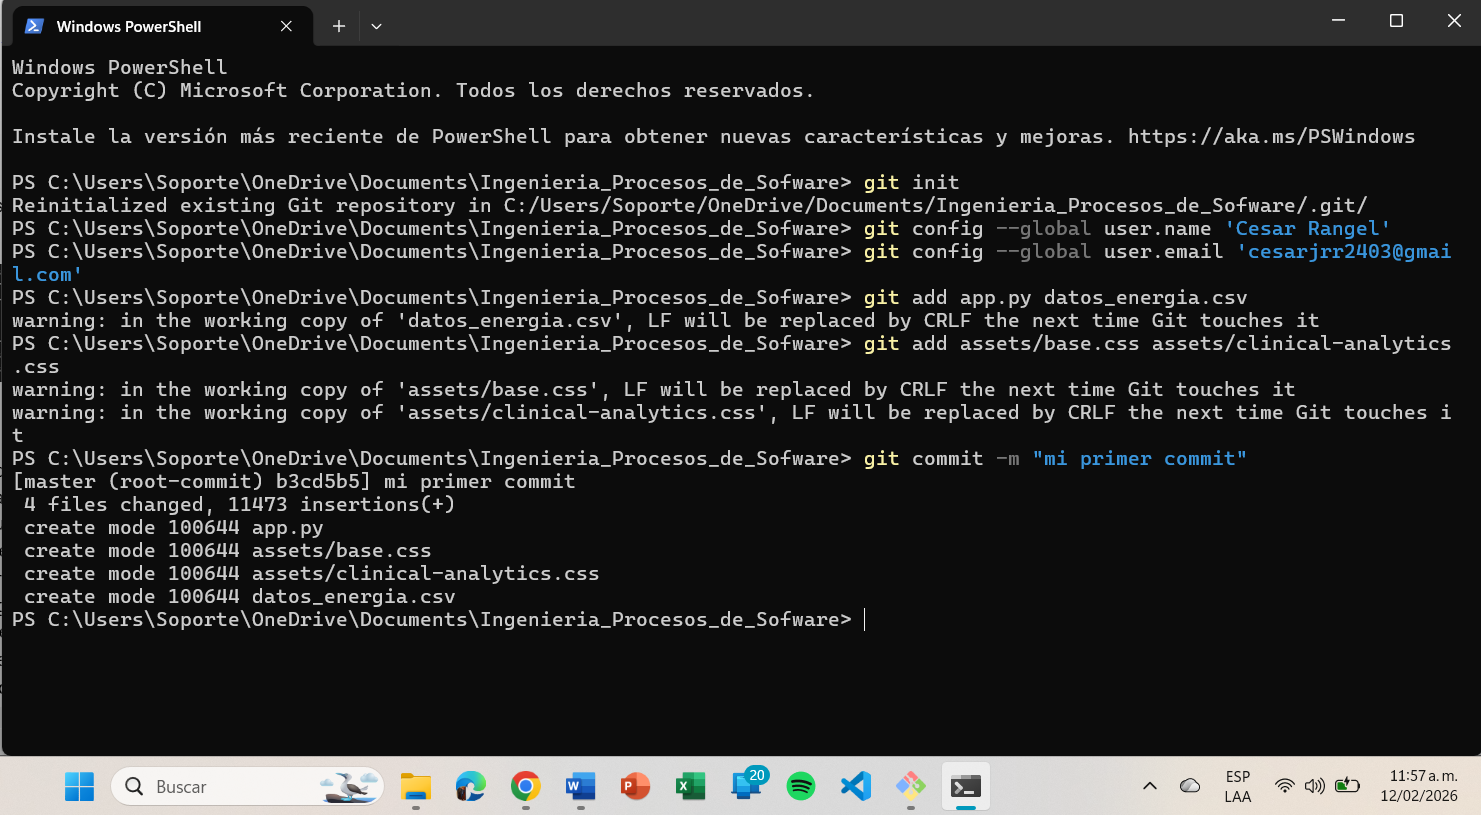 Windows PowerShell
Windows PowerShell
Copyright (C) Microsoft Corporation. Todos los derechos reservados.
Instale la versión más reciente de PowerShell para obtener nuevas características y mejoras. https://aka.ms/PSWindows
PS C:\Users\Soporte\OneDrive\Documents\Ingenieria_Procesos_de_Sofware> git init
Reinitialized existing Git repository in C:/Users/Soporte/OneDrive/Documents/Ingenieria_Procesos_de_Sofware/.git/
PS C:\Users\Soporte\OneDrive\Documents\Ingenieria_Procesos_de_Sofware> git config --global user.name 'Cesar Rangel'
PS C:\Users\Soporte\OneDrive\Documents\Ingenieria_Procesos_de_Sofware> git config --global user.email 'cesarjrr2403@gmai
l.com'
PS C:\Users\Soporte\OneDrive\Documents\Ingenieria_Procesos_de_Sofware> git add app.py datos_energia.csv
warning: in the working copy of 'datos_energia.csv', LF will be replaced by CRLF the next time Git touches it
PS C:\Users\Soporte\OneDrive\Documents\Ingenieria_Procesos_de_Sofware> git add assets/base.css assets/clinical-analytics
.css
warning: in the working copy of 'assets/base.css', LF will be replaced by CRLF the next time Git touches it
warning: in the working copy of 'assets/clinical-analytics.css', LF will be replaced by CRLF the next time Git touches i
t
PS C:\Users\Soporte\OneDrive\Documents\Ingenieria_Procesos_de_Sofware> git commit -m "mi primer commit"
[master (root-commit) b3cd5b5] mi primer commit
 4 files changed, 11473 insertions(+)
 create mode 100644 app.py
 create mode 100644 assets/base.css
 create mode 100644 assets/clinical-analytics.css
 create mode 100644 datos_energia.csv
PS C:\Users\Soporte\OneDrive\Documents\Ingenieria_Procesos_de_Sofware>
Buscar
20
ESP
LAA
11:57 a. m.
12/02/2026